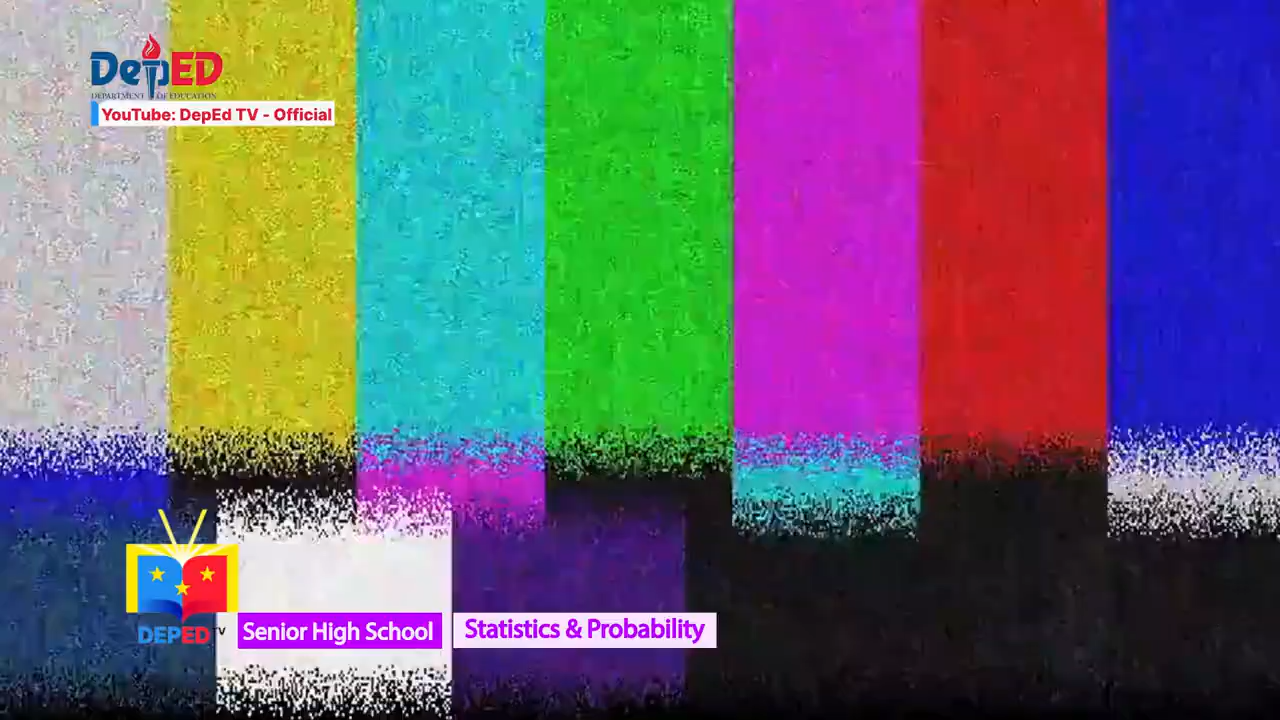 DepED
DEPARTMENT OF EDUCATION
YouTube: DepEd TV - Official
DEPED TV
Senior High School
Statistics & Probability